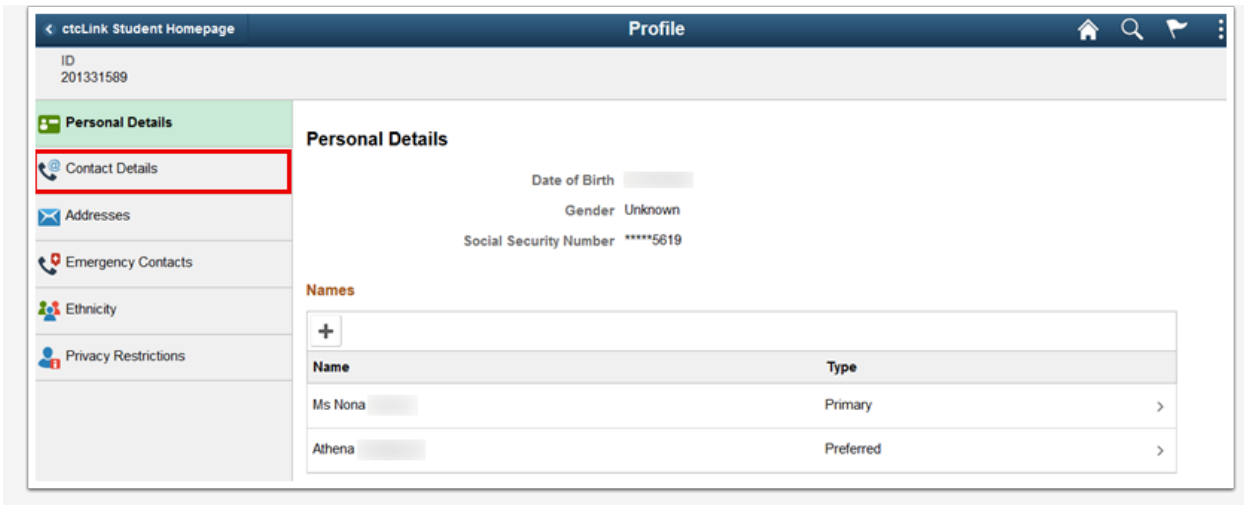 ctcLink Student Homepage
Profile
ID
201331589
Personal Details
Contact Details
Addresses
Emergency Contacts
Ethnicity
Privacy Restrictions
Personal Details
Date of Birth
Gender Unknown
Social Security Number *****5619
Names
Name Type
Ms Nona Primary
Athena Preferred